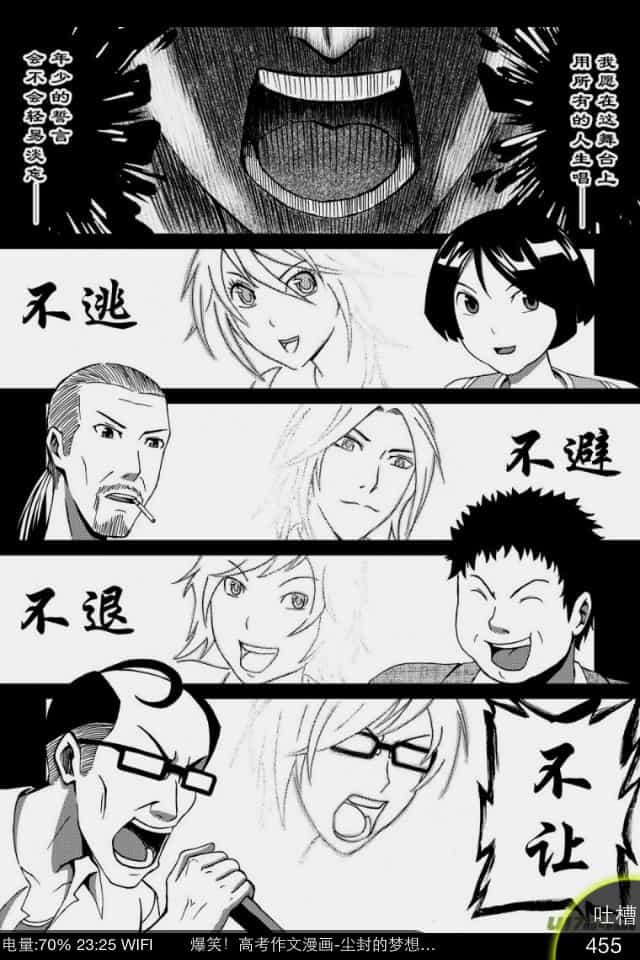 我愿在这舞台上
用所有的人生唱——
年少的誓言
会不会轻易淡忘——
不逃
不避
不退
不让
吐槽
电量:70% 23:25 WIFI 爆笑！高考作文漫画-尘封的梦想... 455